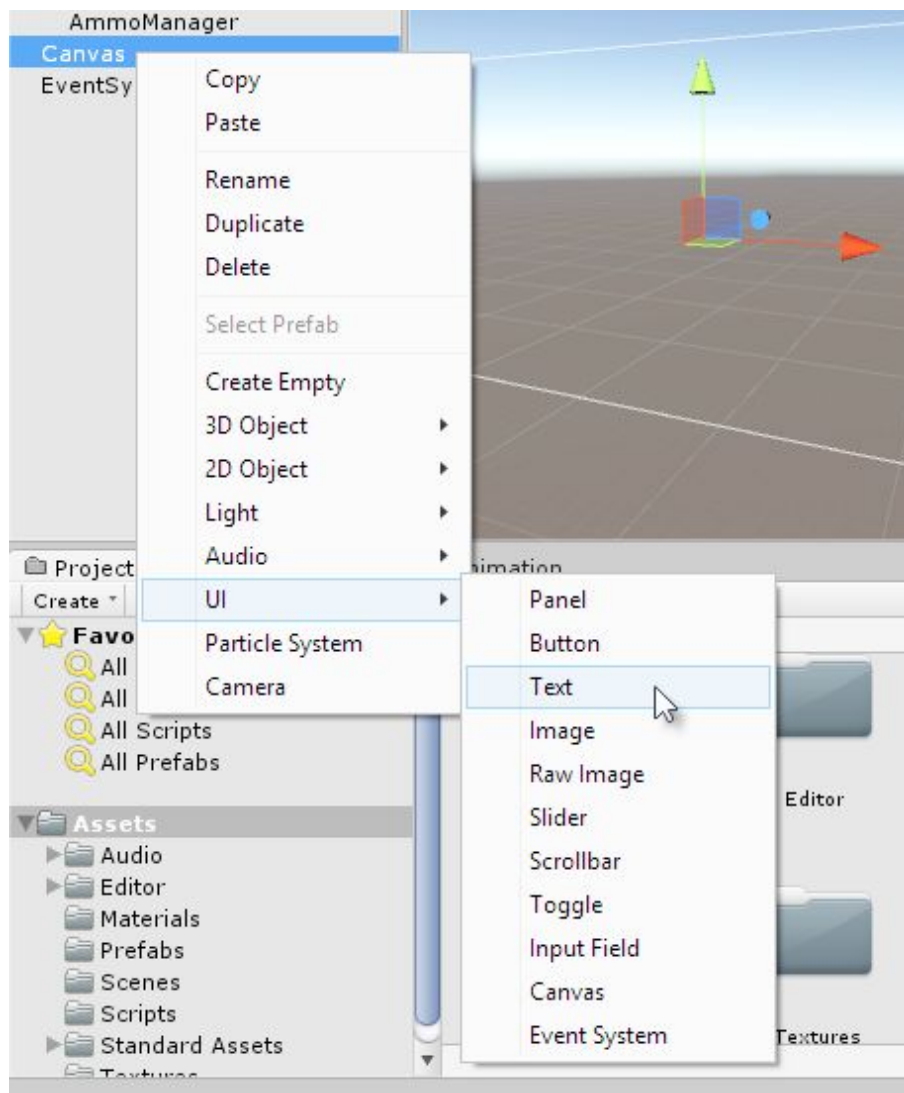 AmmoManager
Canvas
EventSy
Copy
Paste
Rename
Duplicate
Delete
Select Prefab
Create Empty
3D Object
2D Object
Light
Audio
UI
Particle System
Camera
Project
nimation
Create
Favo
All
All
All Scripts
All Prefabs
Assets
Audio
Editor
Materials
Prefabs
Scenes
Scripts
Standard Assets
Textures
Panel
Button
Text
Image
Raw Image
Slider
Scrollbar
Toggle
Input Field
Canvas
Event System
Editor
Textures